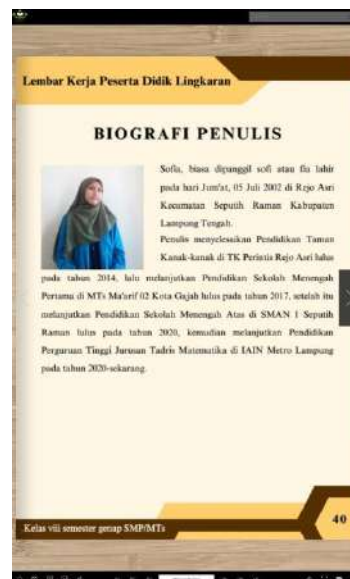 Lembar Kerja Peserta Didik Lingkaran
BIOGRAFI PENULIS
Sofia, biasa dipanggil sofi atau fia lahir
pada hari Jum'at, 05 Juli 2002 di Rejo Asri
Kecamatan Seputih Raman Kabupaten
Lampung Tengah.
Penulis menyelesaikan Pendidikan Taman
Kanak-kanak di TK Perintis Rejo Asri lulus
pada tahun 2014, lalu melanjutkan Pendidikan Sekolah Menengah
Pertama di MTs Ma'arif 02 Kota Gajah lulus pada tahun 2017, setelah itu
melanjutkan Pendidikan Sekolah Menengah Atas di SMAN 1 Seputih
Raman lulus pada tahun 2020, kemudian melanjutkan Pendidikan
Perguruan Tinggi Jurusan Tadris Matematika di IAIN Metro Lampung
pada tahun 2020-sekarang.
Kelas viii semester genap SMP/MTs
40